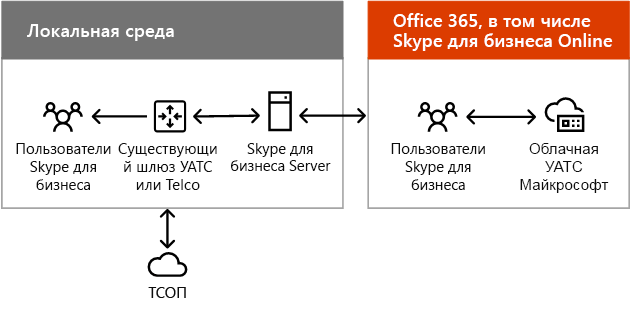 Локальная среда
Office 365, в том числе
Skype для бизнеса Online
Пользователи
Skype для
бизнеса
Существующи
й шлюз УАТС
или Telco
Skype для
бизнеса Server
Пользователи
Skype для
бизнеса
Облачная
УАТС
Майкрософт
ТСОП